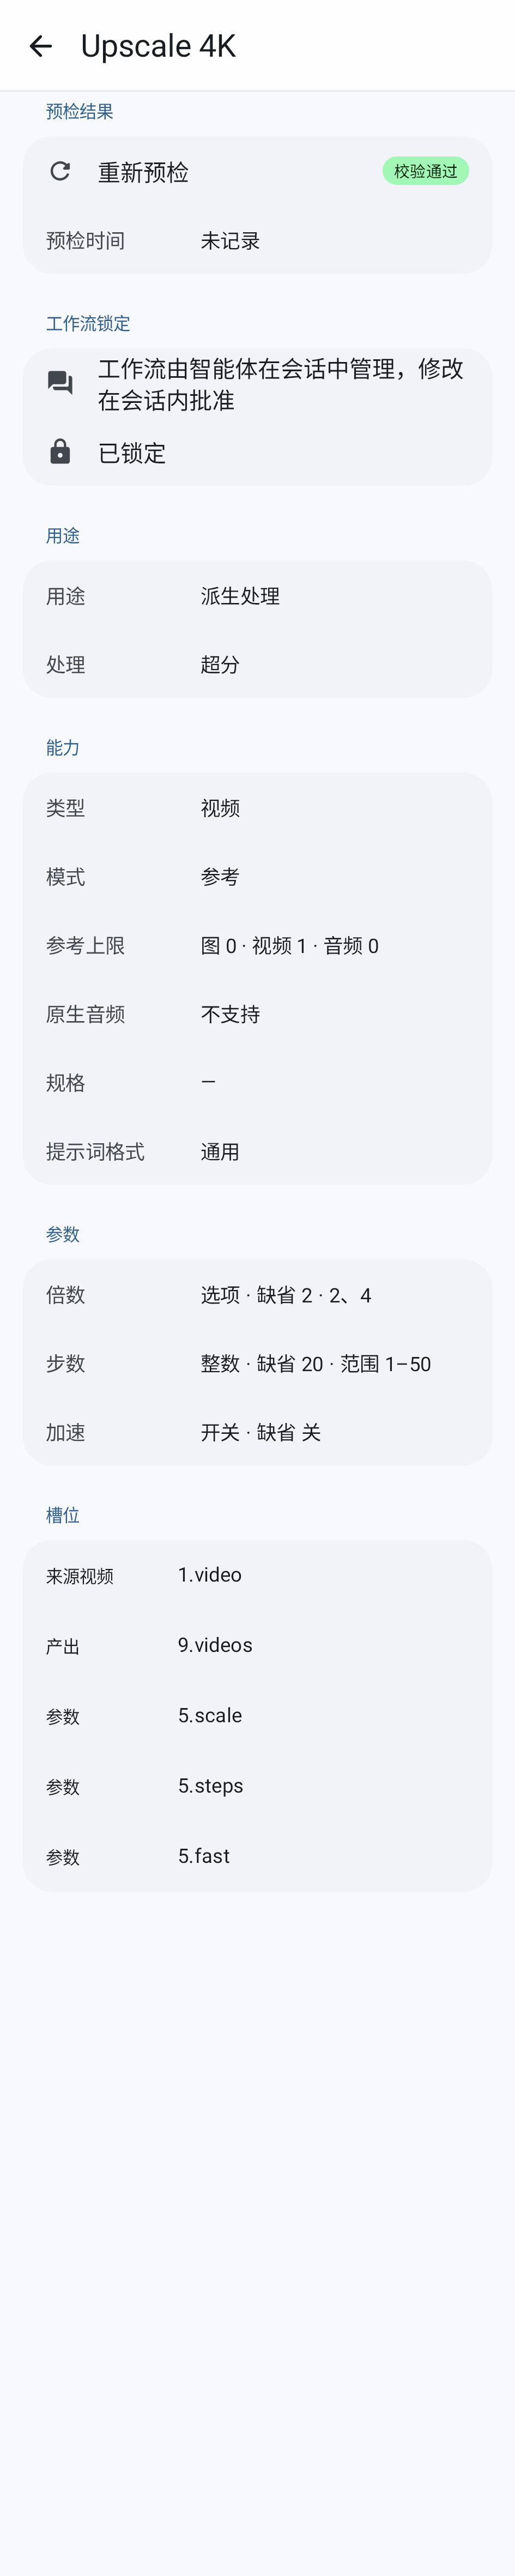 Upscale 4K
预检结果
重新预检
校验通过
预检时间 未记录
工作流锁定
工作流由智能体在会话中管理，修改
在会话内批准
已锁定
用途
用途 派生处理
处理 超分
能力
类型 视频
模式 参考
参考上限 图 0 · 视频 1 · 音频 0
原生音频 不支持
规格 —
提示词格式 通用
参数
倍数 选项 · 缺省 2 · 2、4
步数 整数 · 缺省 20 · 范围 1–50
加速 开关 · 缺省 关
槽位
来源视频 1.video
产出 9.videos
参数 5.scale
参数 5.steps
参数 5.fast